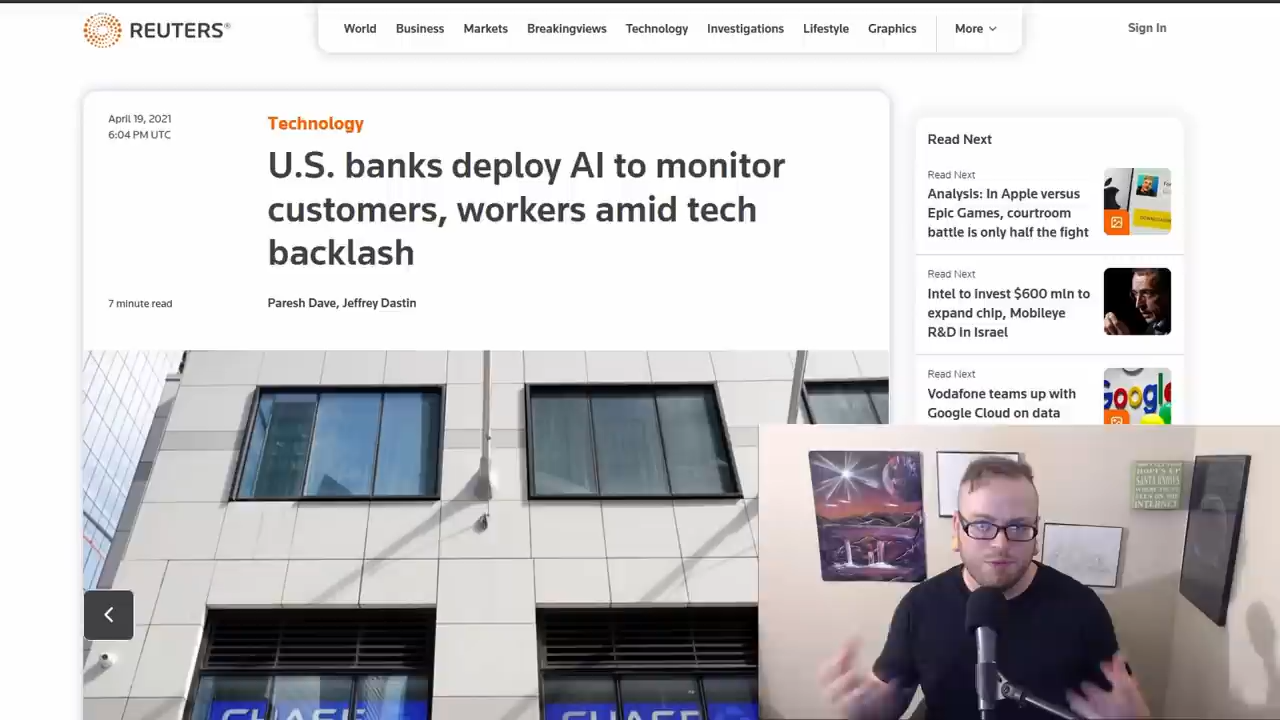 REUTERS®
World Business Markets Breakingviews Technology Investigations Lifestyle Graphics More
Sign In
April 19, 2021
6:04 PM UTC
Technology
U.S. banks deploy AI to monitor
customers, workers amid tech
backlash
7 minute read
Paresh Dave, Jeffrey Dastin
Read Next
Read Next
Analysis: In Apple versus
Epic Games, courtroom
battle is only half the fight
Read Next
Intel to invest $600 mln to
expand chip, Mobileye
R&D in Israel
Read Next
Vodafone teams up with
Google Cloud on data
Google
CHASE
CHASE
INTERNET